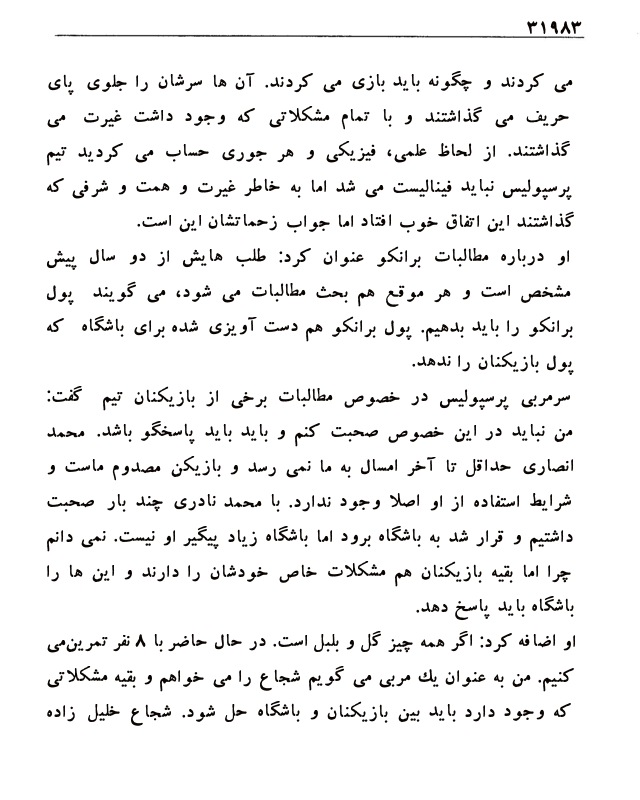 ۳۱۹۸۳
می کردند و چگونه باید بازی می کردند. آن ها سرشان را جلوی پای
حریف می گذاشتند و با تمام مشکلاتی که وجود داشت غیرت می
گذاشتند. از لحاظ علمی، فیزیکی و هر جوری حساب می کردید تیم
پرسپولیس نباید فینالیست می شد اما به خاطر غیرت و همت و شرفی که
گذاشتند این اتفاق خوب افتاد اما جواب زحماتشان این است.
او درباره مطالبات برانکو عنوان کرد: طلب هایش از دو سال پیش
مشخص است و هر موقع هم بحث مطالبات می شود، می گویند پول
برانکو را باید بدهیم. پول برانکو هم دست آویزی شده برای باشگاه که
پول بازیکنان را ندهد.
سرمربی پرسپولیس در خصوص مطالبات برخی از بازیکنان تیم گفت:
من نباید در این خصوص صحبت کنم و باید باید پاسخگو باشد. محمد
انصاری حداقل تا آخر امسال به ما نمی رسد و بازیکن مصدوم ماست و
شرایط استفاده از او اصلا وجود ندارد. با محمد نادری چند بار صحبت
داشتیم و قرار شد به باشگاه برود اما باشگاه زیاد پیگیر او نیست. نمی دانم
چرا اما بقیه بازیکنان هم مشکلات خاص خودشان را دارند و این ها را
باشگاه باید پاسخ دهد.
او اضافه کرد: اگر همه چیز گل و بلبل است. در حال حاضر با ۸ نفر تمرین‌می
کنیم. من به عنوان یك مربی می گویم شجاع را می خواهم و بقیه مشکلاتی
که وجود دارد باید بین بازیکنان و باشگاه حل شود. شجاع خلیل زاده